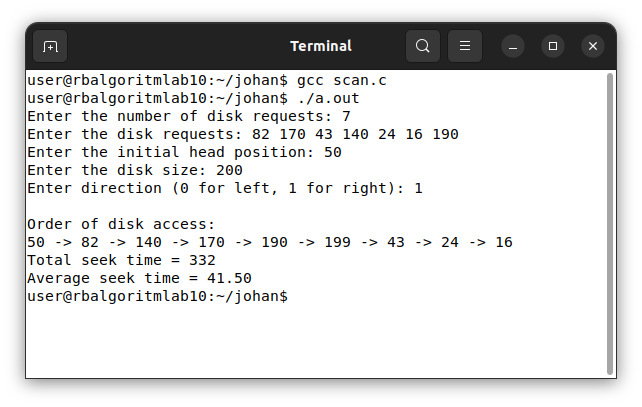 Terminal
user@rbalgoritmlab10:~/johan$ gcc scan.c
user@rbalgoritmlab10:~/johan$ ./a.out
Enter the number of disk requests: 7
Enter the disk requests: 82 170 43 140 24 16 190
Enter the initial head position: 50
Enter the disk size: 200
Enter direction (0 for left, 1 for right): 1
Order of disk access:
50 -> 82 -> 140 -> 170 -> 190 -> 199 -> 43 -> 24 -> 16
Total seek time = 332
Average seek time = 41.50
user@rbalgoritmlab10:~/johan$